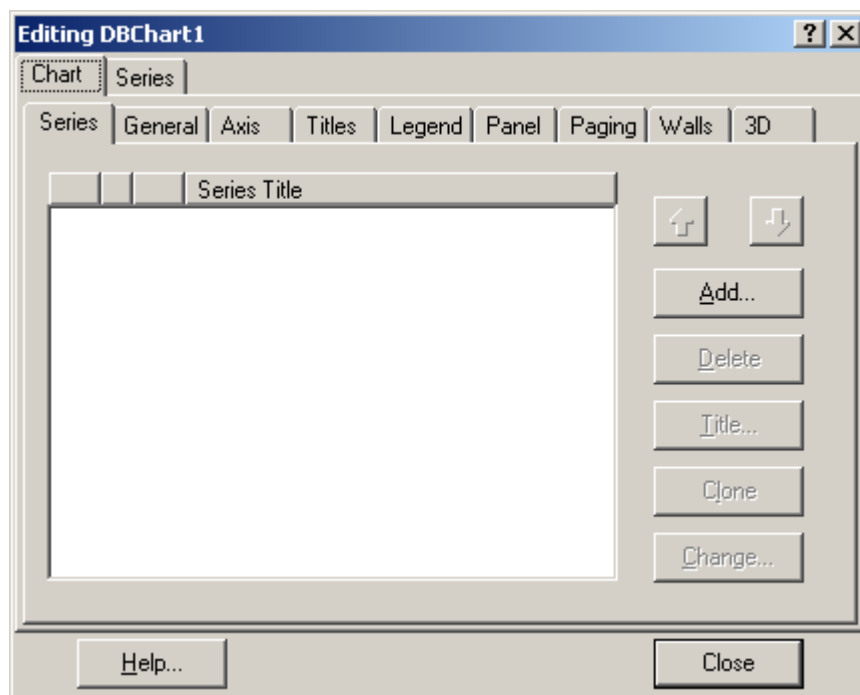 Editing DBChart1
Chart Series
Series General Axis Titles Legend Panel Paging Walls 3D
Series Title
Add...
Delete
Title...
Clone
Change...
Help... Close